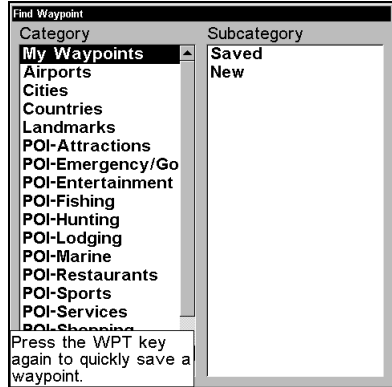 Find Waypoint
Category
My Waypoints
Airports
Cities
Countries
Landmarks
POI-Attractions
POI-Emergency/Go
POI-Entertainment
POI-Fishing
POI-Hunting
POI-Lodging
POI-Marine
POI-Restaurants
POI-Sports
POI-Services
POI-Shopping
Subcategory
Saved
New
Press the WPT key
again to quickly save a
waypoint.